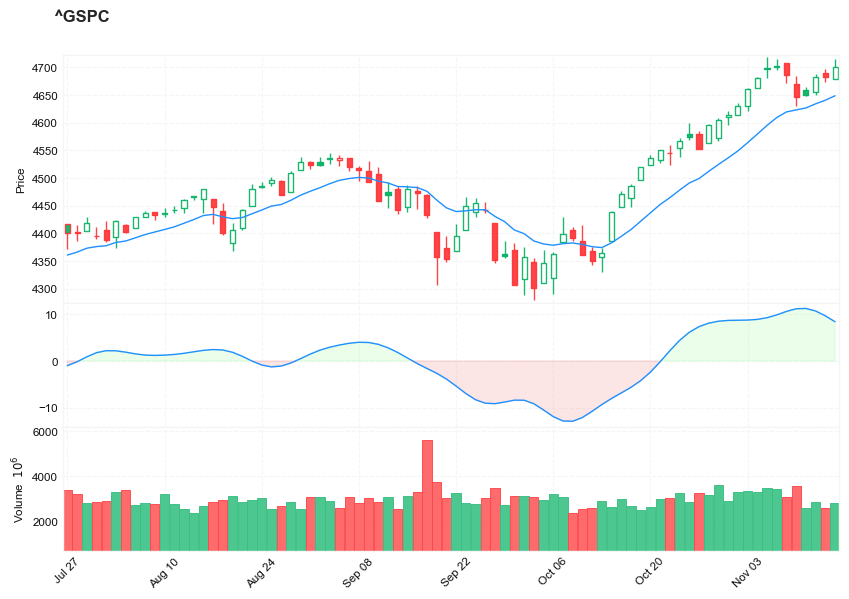 ^GSPC
4700
4650
4600
4550
4500
4450
4400
4350
4300
Price
10
0
−10
6000
4000
2000
Volume 10^6
Jul 27
Aug 10
Aug 24
Sep 08
Sep 22
Oct 06
Oct 20
Nov 03